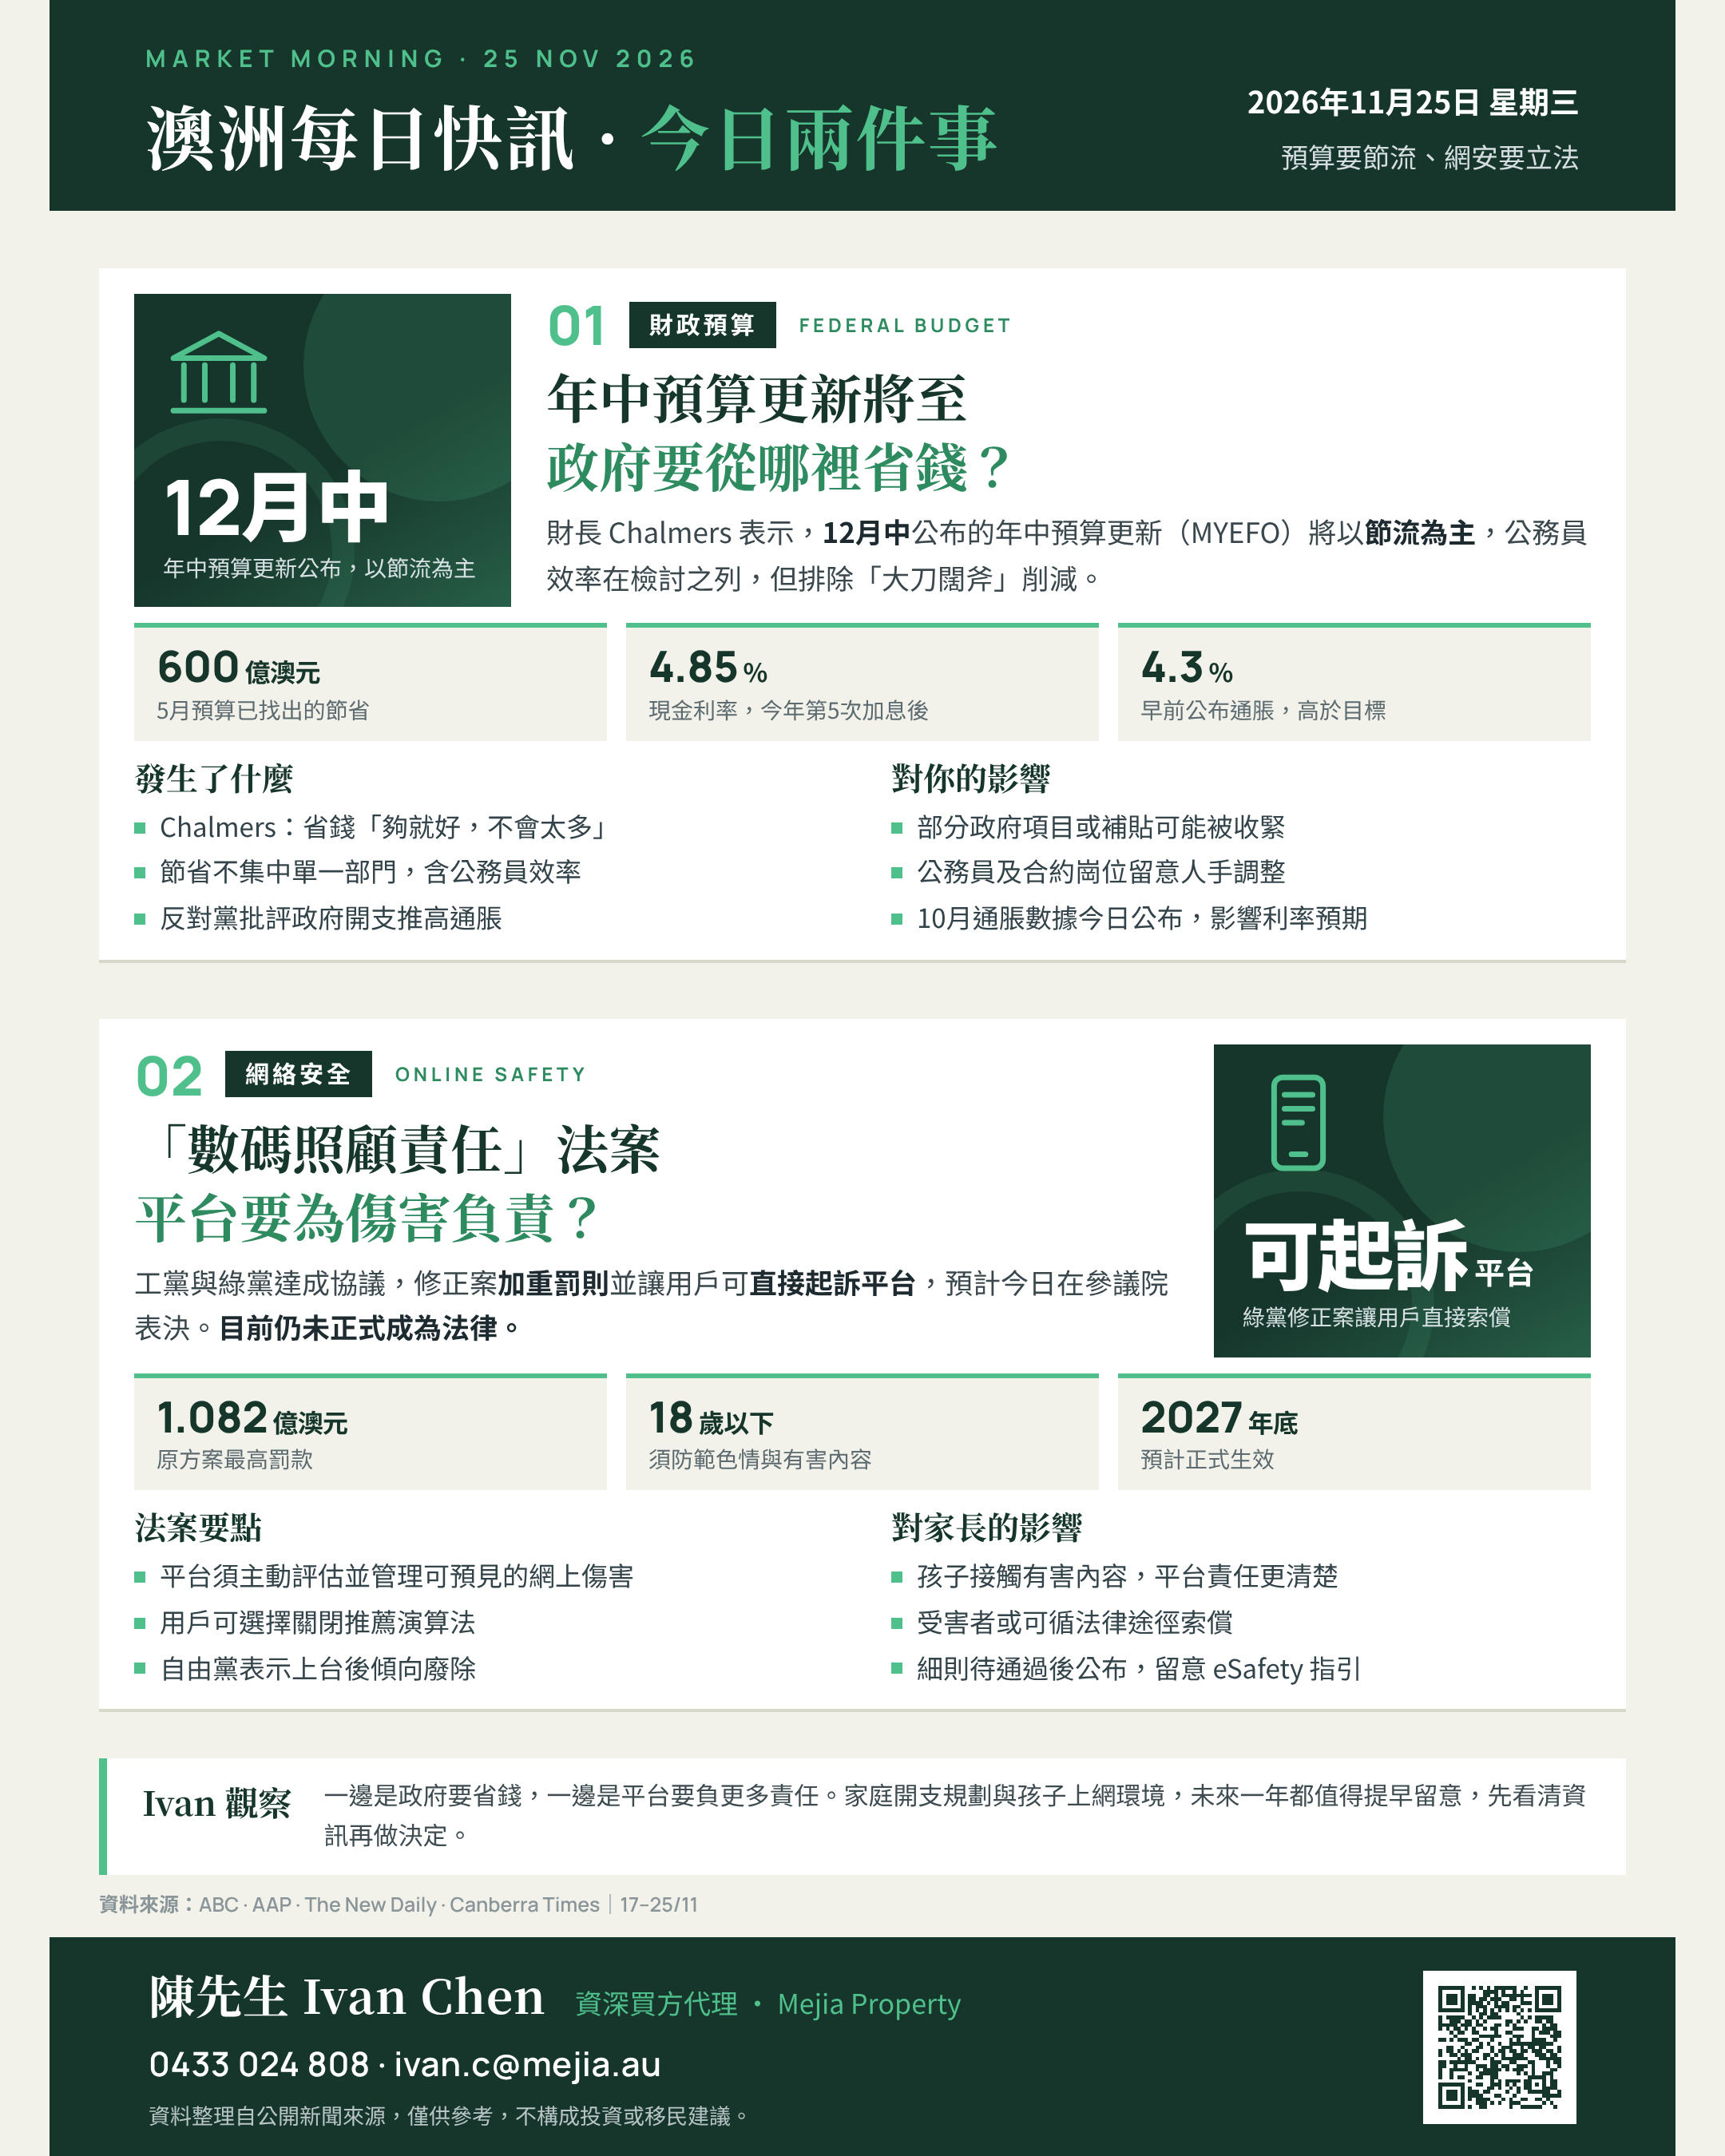 MARKET MORNING · 25 NOV 2026
澳洲每日快訊 · 今日兩件事
2026年11月25日 星期三
預算要節流、網安要立法
12月中
年中預算更新公布，以節流為主
01 財政預算 FEDERAL BUDGET
年中預算更新將至
政府要從哪裡省錢？
財長 Chalmers 表示，12月中公布的年中預算更新（MYEFO）將以節流為主，公務員
效率在檢討之列，但排除「大刀闊斧」削減。
600 億澳元
5月預算已找出的節省
4.85 %
現金利率，今年第5次加息後
4.3 %
早前公布通脹，高於目標
發生了什麼
Chalmers：省錢「夠就好，不會太多」
節省不集中單一部門，含公務員效率
反對黨批評政府開支推高通脹
對你的影響
部分政府項目或補貼可能被收緊
公務員及合約崗位留意人手調整
10月通脹數據今日公布，影響利率預期
02 網絡安全 ONLINE SAFETY
「數碼照顧責任」法案
平台要為傷害負責？
工黨與綠黨達成協議，修正案加重罰則並讓用戶可直接起訴平台，預計今日在參議院
表決。目前仍未正式成為法律。
可起訴 平台
綠黨修正案讓用戶直接索償
1.082 億澳元
原方案最高罰款
18 歲以下
須防範色情與有害內容
2027 年底
預計正式生效
法案要點
平台須主動評估並管理可預見的網上傷害
用戶可選擇關閉推薦演算法
自由黨表示上台後傾向廢除
對家長的影響
孩子接觸有害內容，平台責任更清楚
受害者或可循法律途徑索償
細則待通過後公布，留意 eSafety 指引
Ivan 觀察
一邊是政府要省錢，一邊是平台要負更多責任。家庭開支規劃與孩子上網環境，未來一年都值得提早留意，先看清資
訊再做決定。
資料來源：ABC · AAP · The New Daily · Canberra Times｜17–25/11
陳先生 Ivan Chen 資深買方代理 · Mejia Property
0433 024 808 · ivan.c@mejia.au
資料整理自公開新聞來源，僅供參考，不構成投資或移民建議。